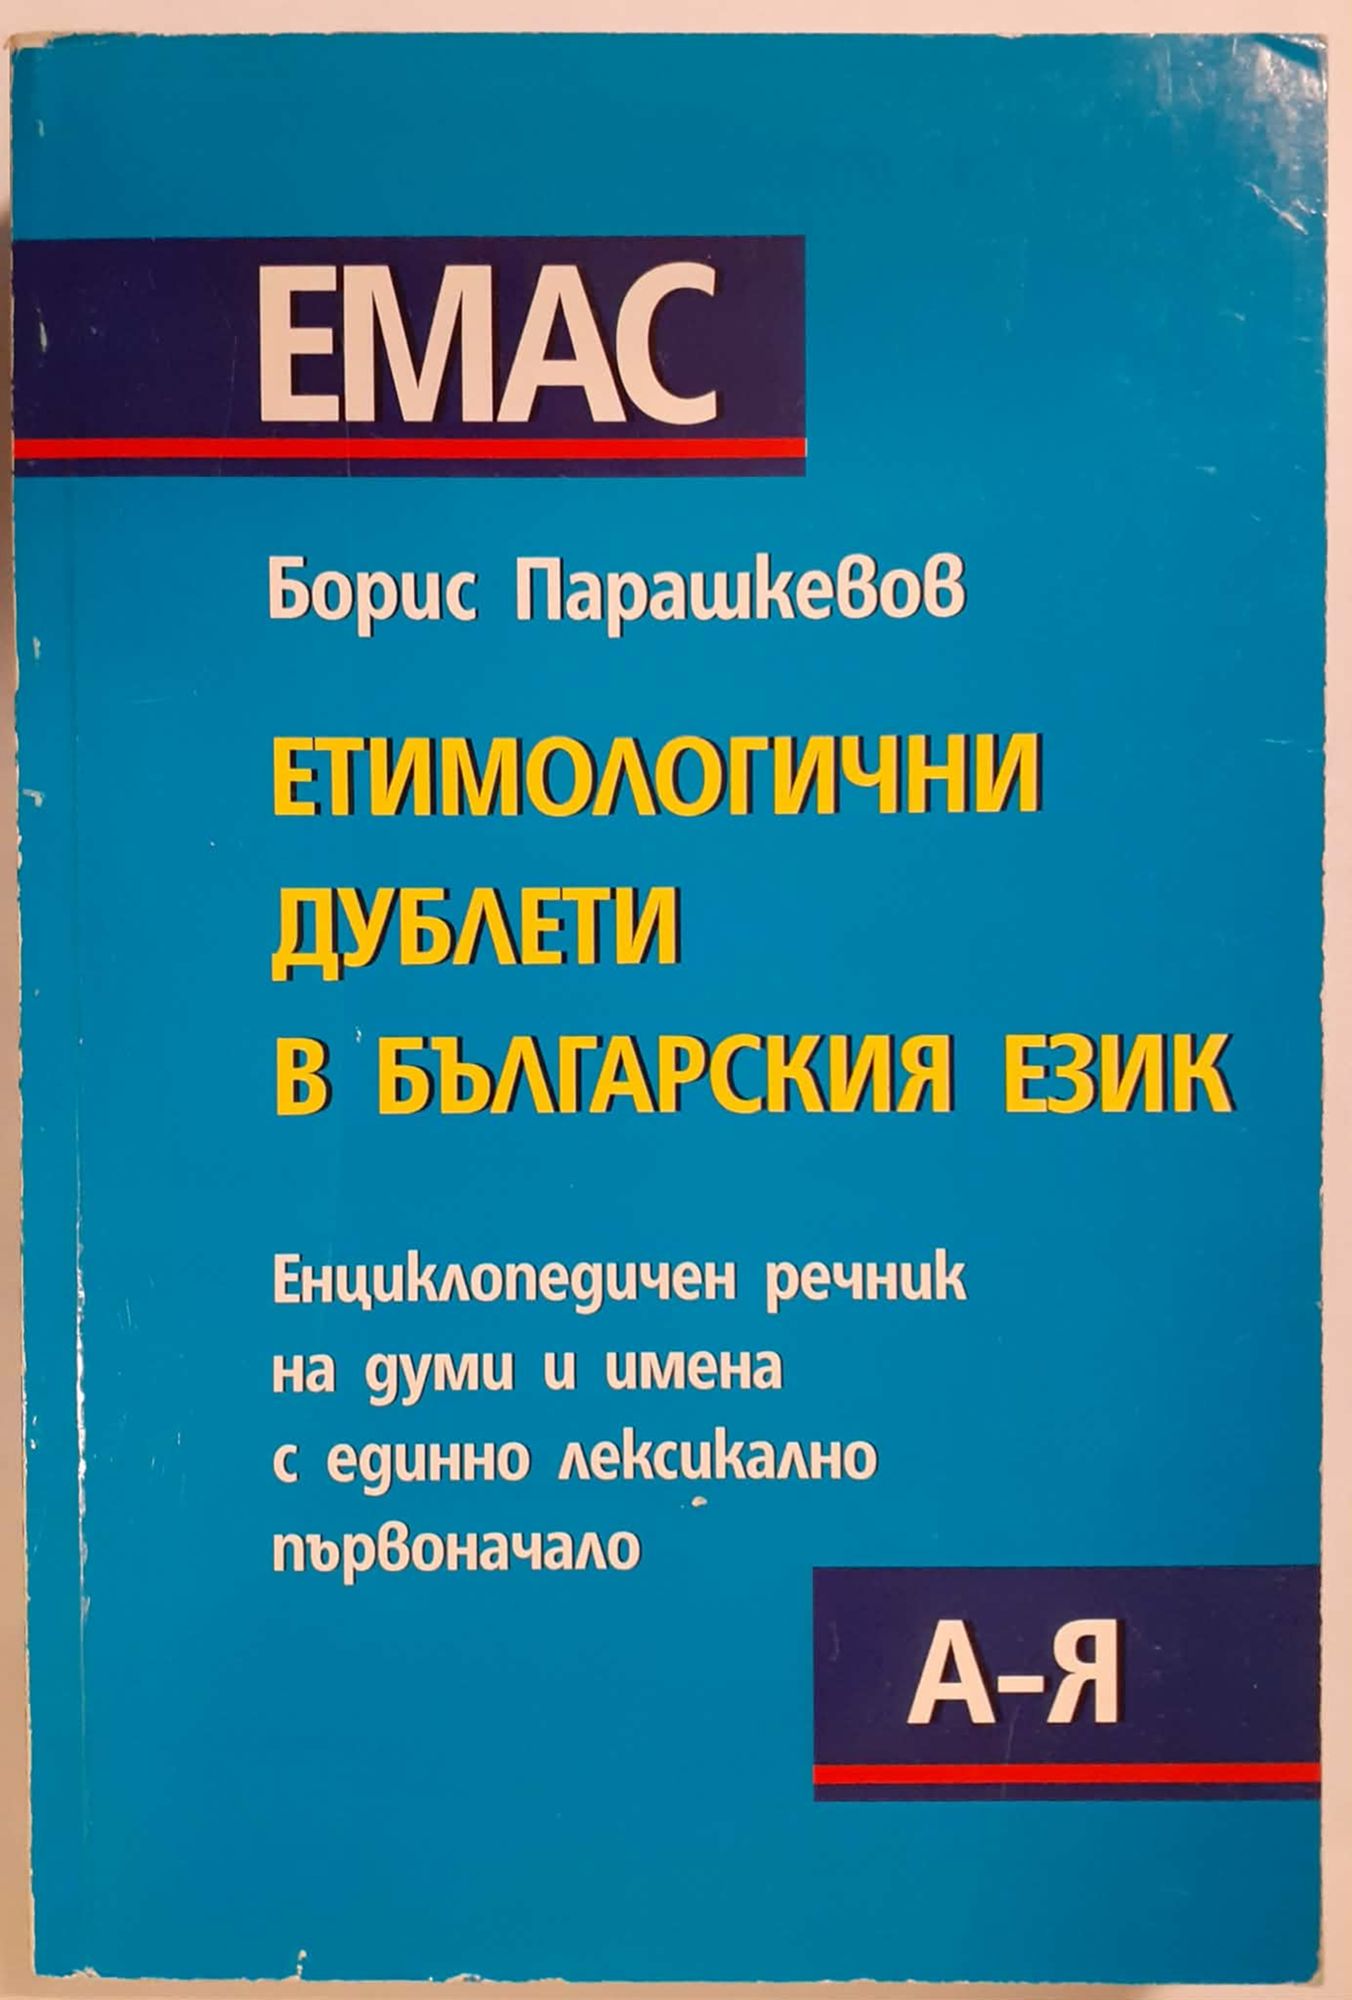 ЕМАС
Борис Парашкевов
ЕТИМОЛОГИЧНИ
ДУБЛЕТИ
В БЪЛГАРСКИЯ ЕЗИК
Енциклопедичен речник
на думи и имена
с единно лексикално
първоначало
А-Я